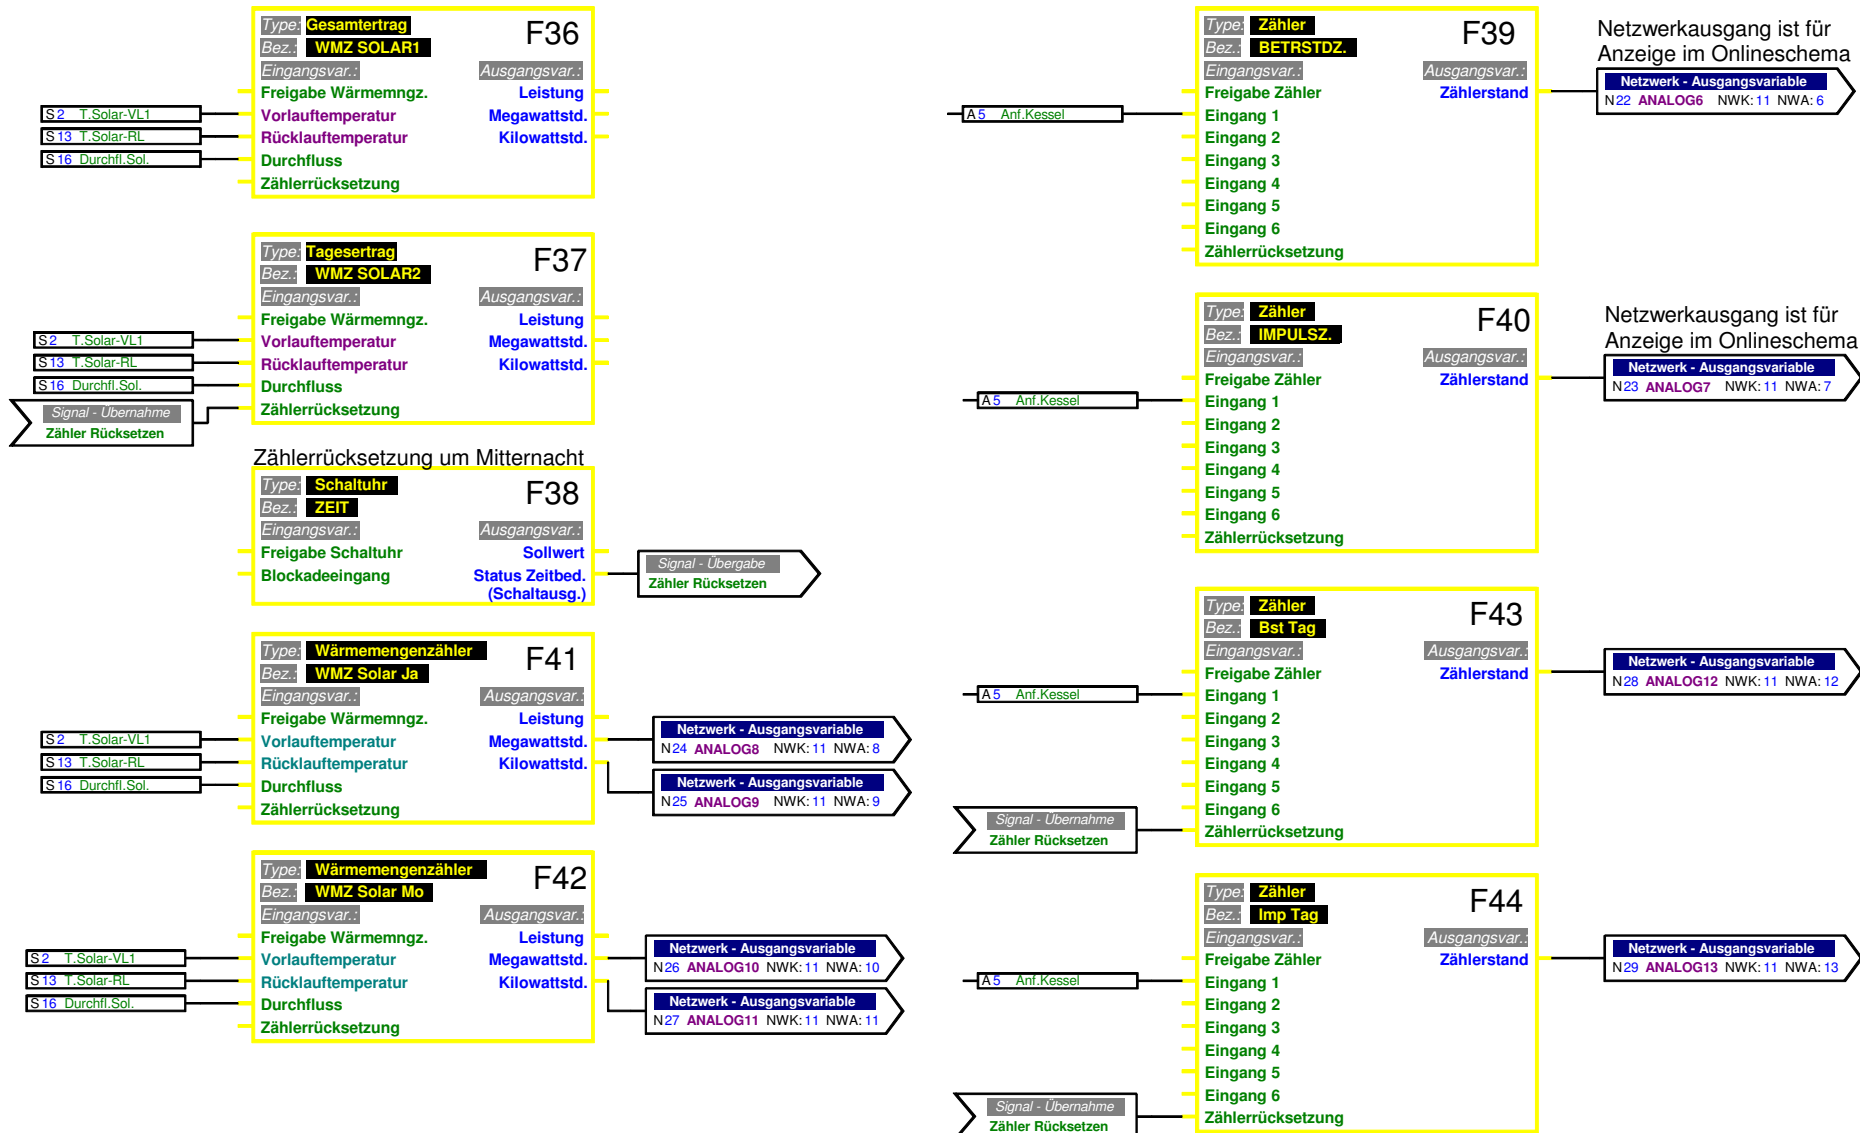 Type: Gesamtertrag
F36
Bez.: WMZ SOLAR1
Eingangsvar.: Ausgangsvar.:
Freigabe Wärmemngz. Leistung
S 2 T.Solar-VL1 Vorlauftemperatur Megawattstd.
S 13 T.Solar-RL Rücklauftemperatur Kilowattstd.
S 16 Durchfl.Sol. Durchfluss
Zählerrücksetzung
Type: Tagesertrag
F37
Bez.: WMZ SOLAR2
Eingangsvar.: Ausgangsvar.:
Freigabe Wärmemngz. Leistung
S 2 T.Solar-VL1 Vorlauftemperatur Megawattstd.
S 13 T.Solar-RL Rücklauftemperatur Kilowattstd.
S 16 Durchfl.Sol. Durchfluss
Signal - Übernahme Zählerrücksetzung
Zähler Rücksetzen
Zählerrücksetzung um Mitternacht
Type: Schaltuhr
F38
Bez.: ZEIT
Eingangsvar.: Ausgangsvar.:
Freigabe Schaltuhr Sollwert
Signal - Übergabe
Blockadeeingang Status Zeitbed.
Zähler Rücksetzen
(Schaltausg.)
Type: Wärmemengenzähler
F41
Bez.: WMZ Solar Ja
Eingangsvar.: Ausgangsvar.:
Freigabe Wärmemngz. Leistung
Netzwerk - Ausgangsvariable
S 2 T.Solar-VL1 Vorlauftemperatur Megawattstd.
N 24 ANALOG8 NWK: 11 NWA: 8
S 13 T.Solar-RL Rücklauftemperatur Kilowattstd.
Netzwerk - Ausgangsvariable
S 16 Durchfl.Sol. Durchfluss
N 25 ANALOG9 NWK: 11 NWA: 9
Zählerrücksetzung
Type: Wärmemengenzähler
F42
Bez.: WMZ Solar Mo
Eingangsvar.: Ausgangsvar.:
Freigabe Wärmemngz. Leistung
Netzwerk - Ausgangsvariable
S 2 T.Solar-VL1 Vorlauftemperatur Megawattstd.
N 26 ANALOG10 NWK: 11 NWA: 10
S 13 T.Solar-RL Rücklauftemperatur Kilowattstd.
Netzwerk - Ausgangsvariable
S 16 Durchfl.Sol. Durchfluss
N 27 ANALOG11 NWK: 11 NWA: 11
Zählerrücksetzung
Type: Zähler
F39
Bez.: BETRSTDZ.
Netzwerkausgang ist für
Anzeige im Onlineschema
Eingangsvar.: Ausgangsvar.:
Netzwerk - Ausgangsvariable
Freigabe Zähler Zählerstand
N 22 ANALOG6 NWK: 11 NWA: 6
A 5 Anf.Kessel Eingang 1
Eingang 2
Eingang 3
Eingang 4
Eingang 5
Eingang 6
Zählerrücksetzung
Type: Zähler
F40
Bez.: IMPULSZ.
Netzwerkausgang ist für
Anzeige im Onlineschema
Eingangsvar.: Ausgangsvar.:
Netzwerk - Ausgangsvariable
Freigabe Zähler Zählerstand
N 23 ANALOG7 NWK: 11 NWA: 7
A 5 Anf.Kessel Eingang 1
Eingang 2
Eingang 3
Eingang 4
Eingang 5
Eingang 6
Zählerrücksetzung
Type: Zähler
F43
Bez.: Bst Tag
Eingangsvar.: Ausgangsvar.:
Netzwerk - Ausgangsvariable
Freigabe Zähler Zählerstand
N 28 ANALOG12 NWK: 11 NWA: 12
A 5 Anf.Kessel Eingang 1
Eingang 2
Eingang 3
Eingang 4
Eingang 5
Eingang 6
Signal - Übernahme Zählerrücksetzung
Zähler Rücksetzen
Type: Zähler
F44
Bez.: Imp Tag
Eingangsvar.: Ausgangsvar.:
Netzwerk - Ausgangsvariable
Freigabe Zähler Zählerstand
N 29 ANALOG13 NWK: 11 NWA: 13
A 5 Anf.Kessel Eingang 1
Eingang 2
Eingang 3
Eingang 4
Eingang 5
Eingang 6
Signal - Übernahme Zählerrücksetzung
Zähler Rücksetzen